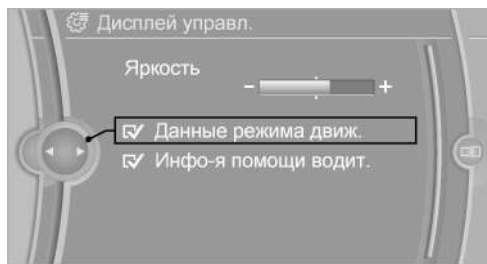 Дисплей управл.
Яркость
- +
Данные режима движ.
Инфо-я помощи водит.